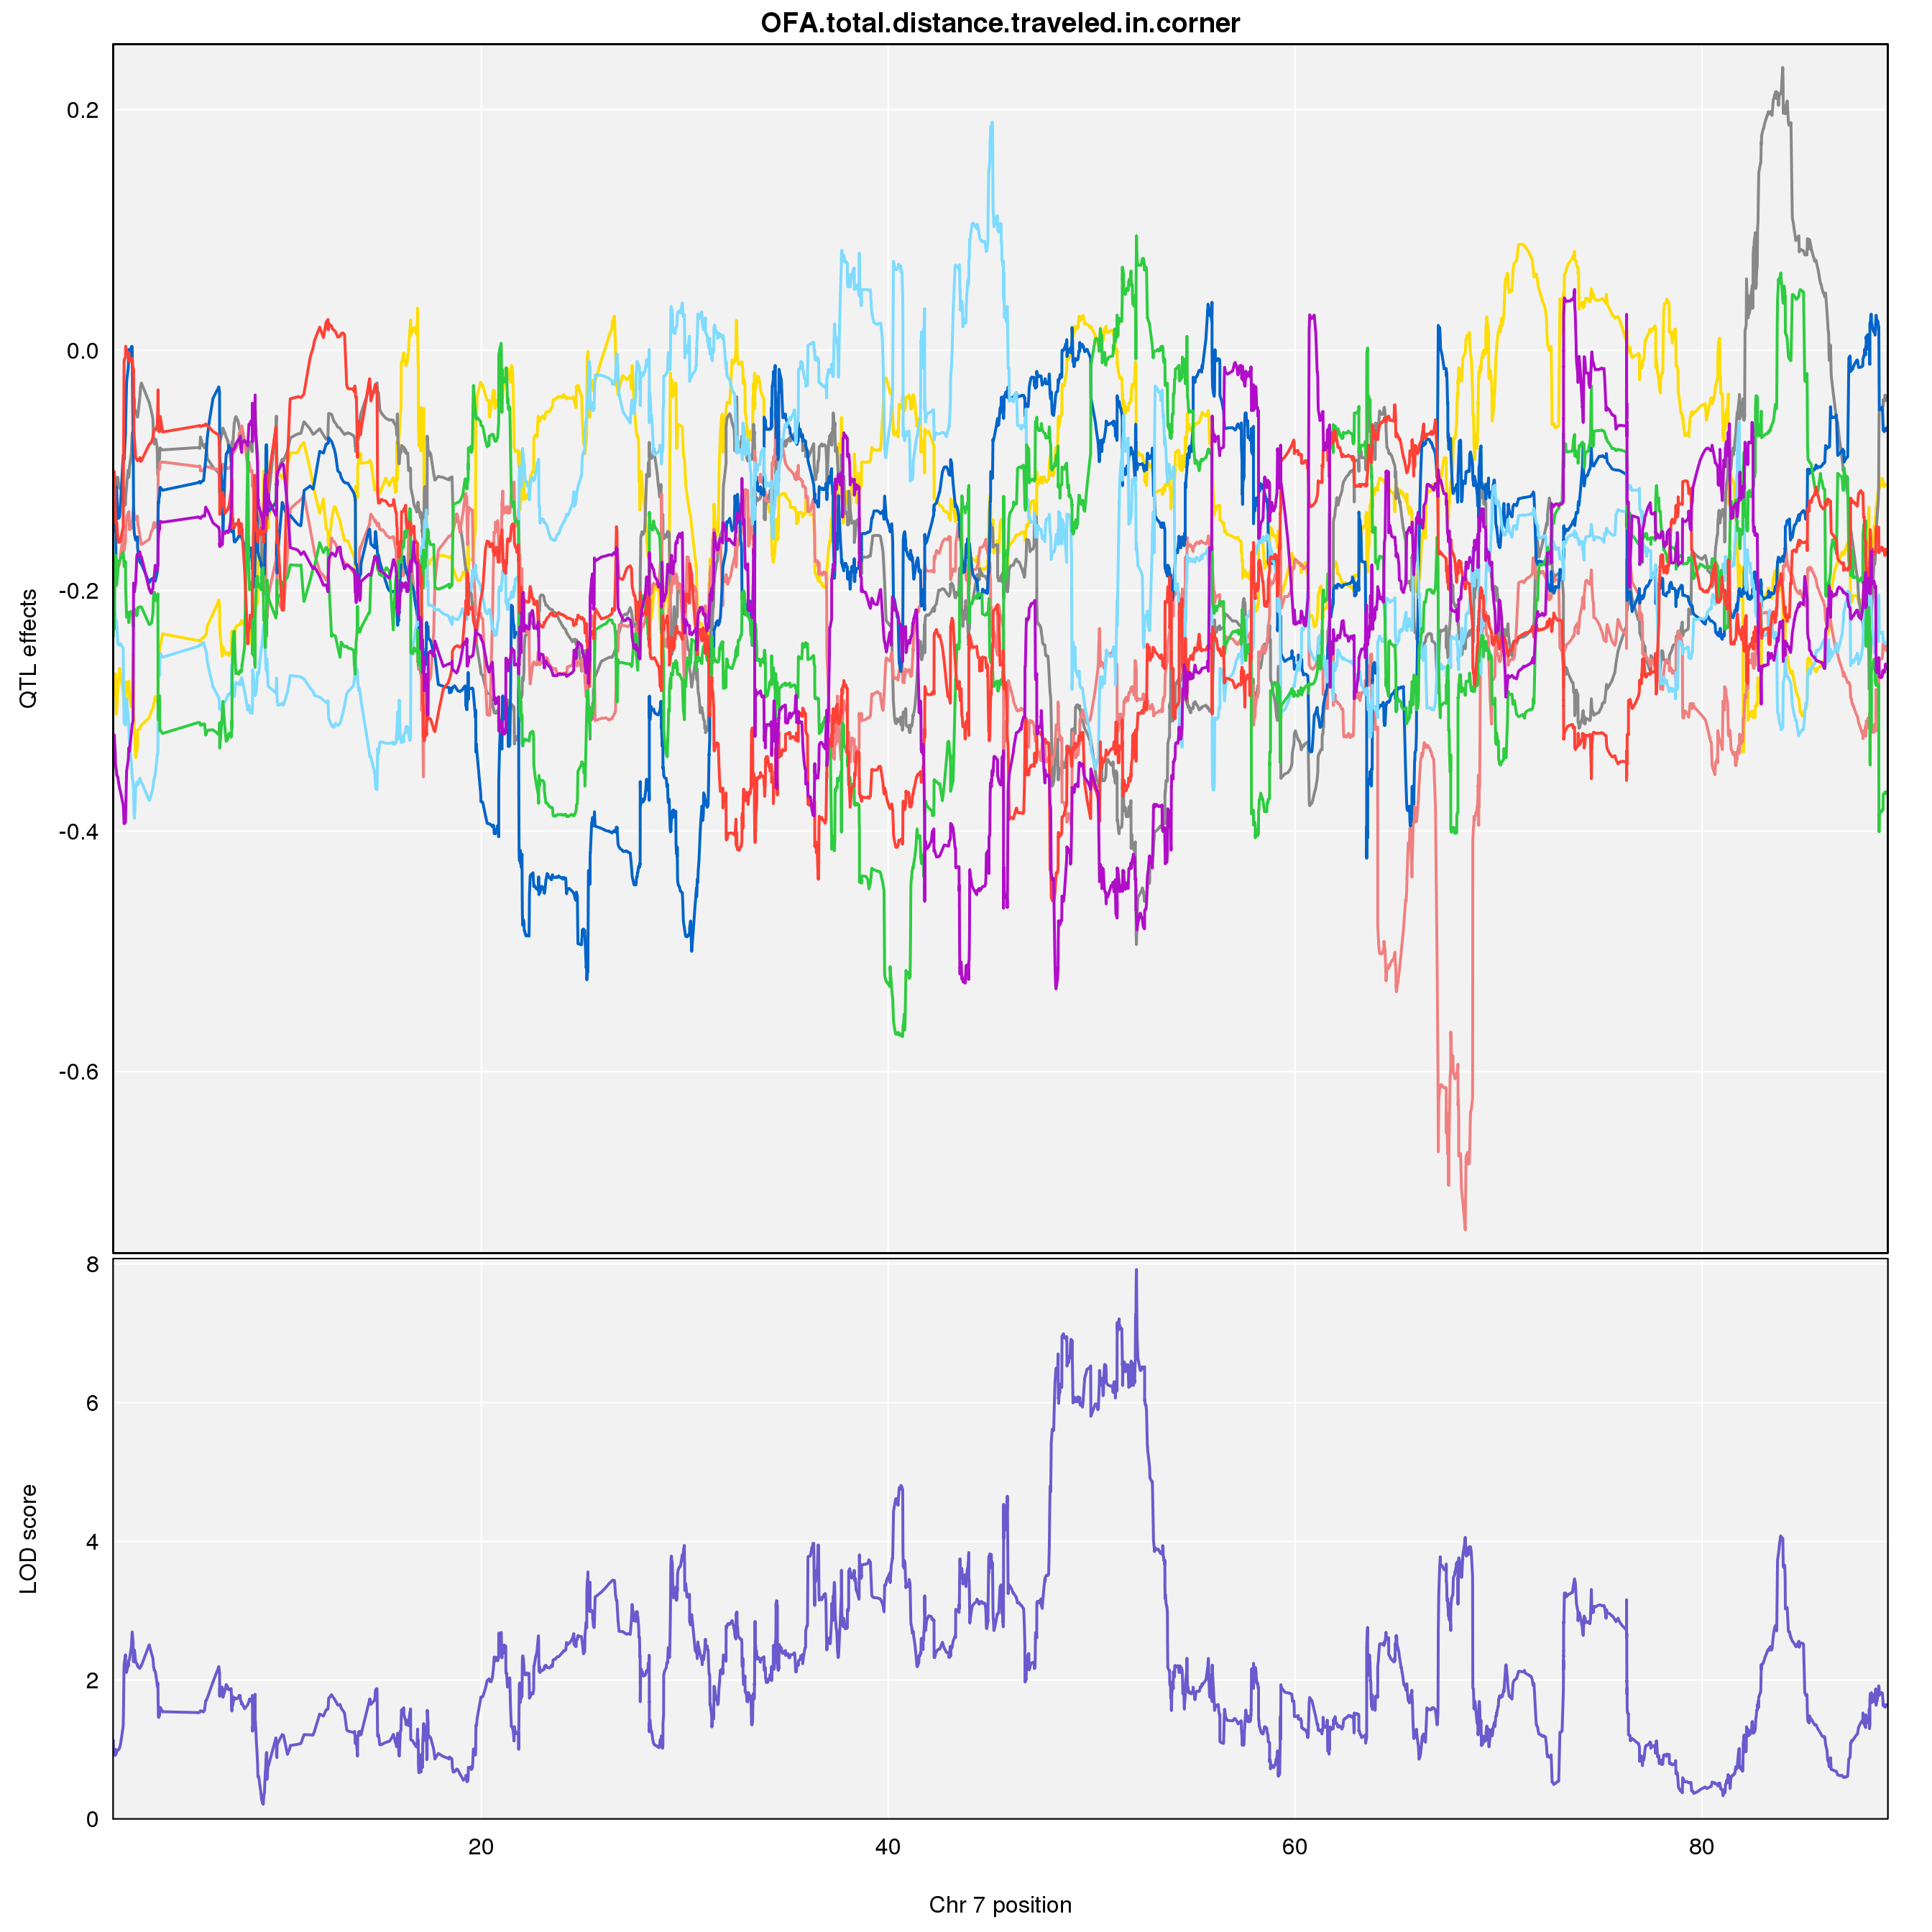 OFA.total.distance.traveled.in.corner
0.2
0.0
-0.2
-0.4
-0.6
QTL effects
8
6
4
2
0
LOD score
20 40 60 80
Chr 7 position